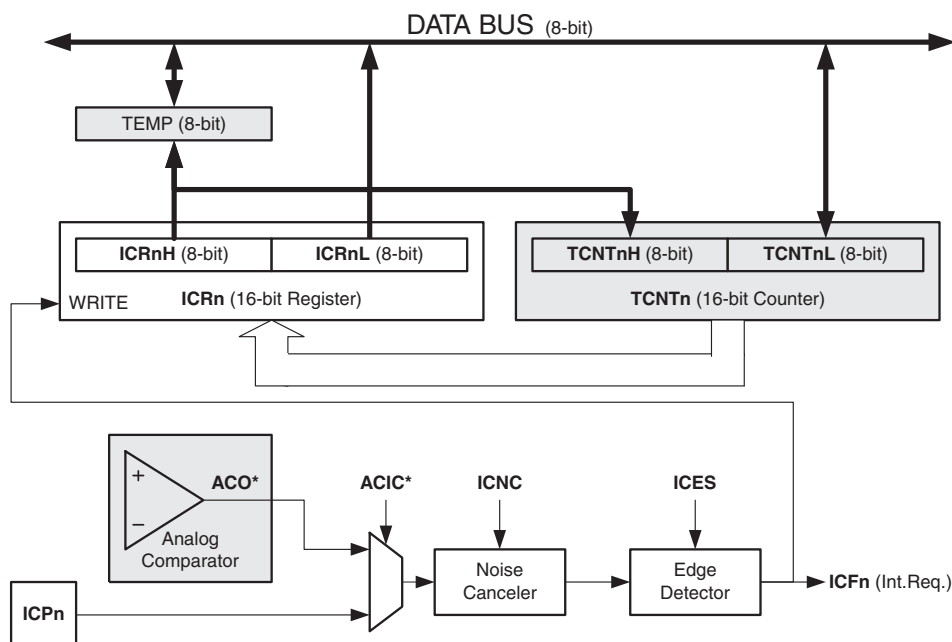 DATA BUS (8-bit)
TEMP (8-bit)
ICRnH (8-bit) ICRnL (8-bit) TCNTnH (8-bit) TCNTnL (8-bit)
WRITE ICRn (16-bit Register) TCNTn (16-bit Counter)
+ ACO* ACIC* ICNC ICES
−
Analog
Comparator
Noise
Canceler
Edge
Detector
ICFn (Int.Req.)
ICPn